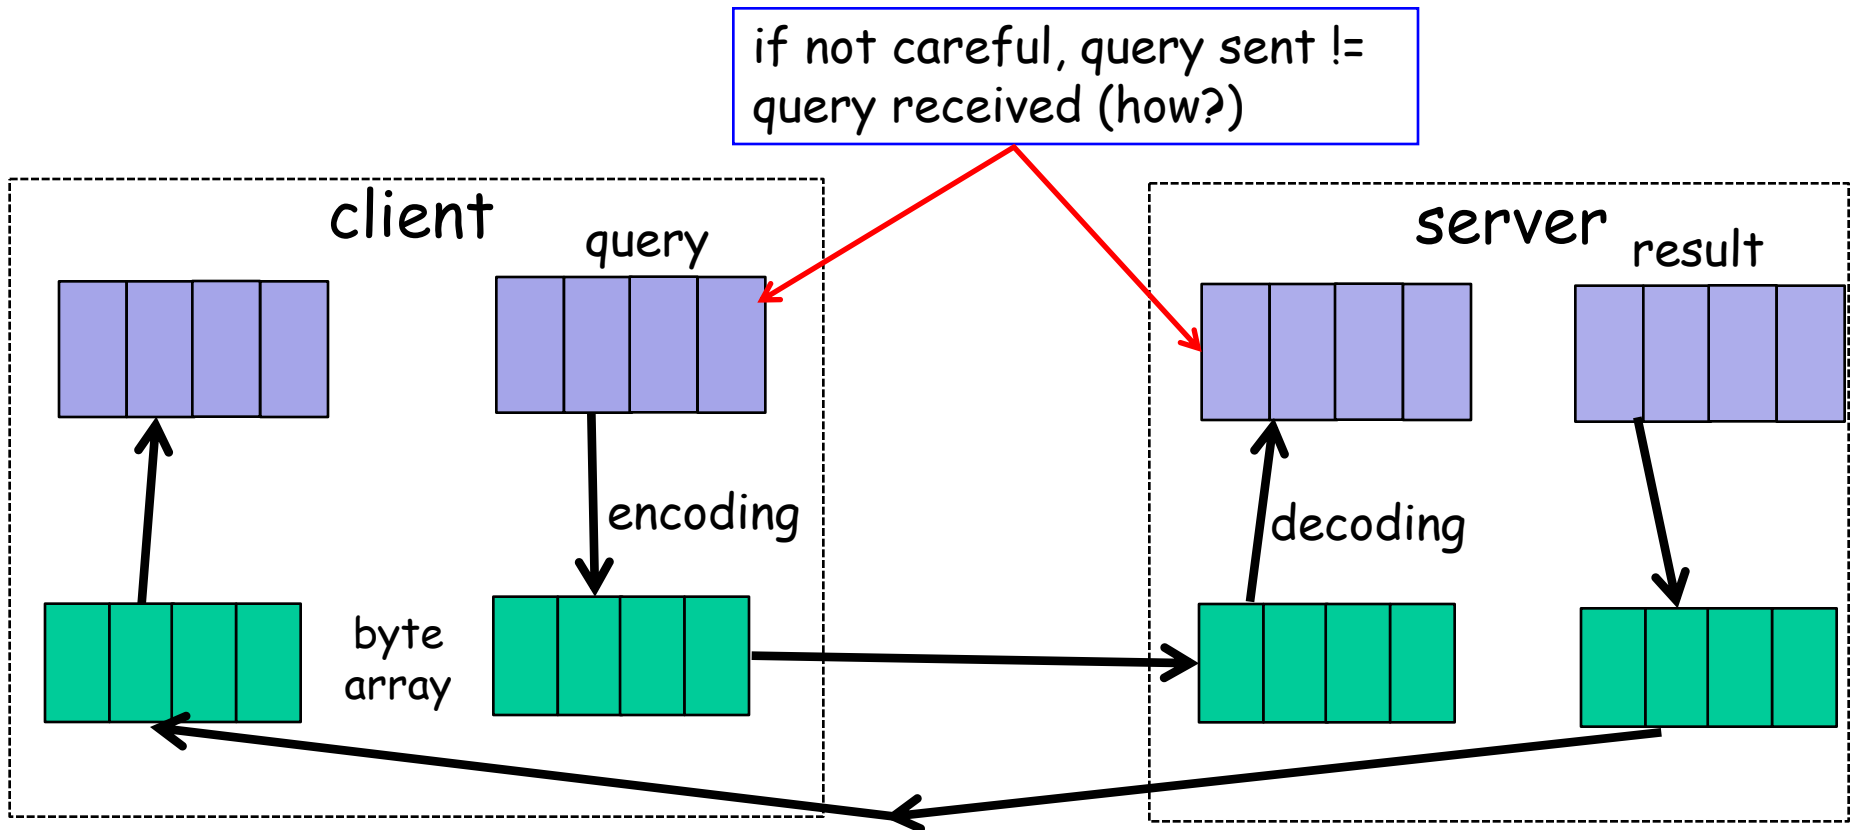 if not careful, query sent !=
query received (how?)
client
query
server
result
encoding
decoding
byte
array